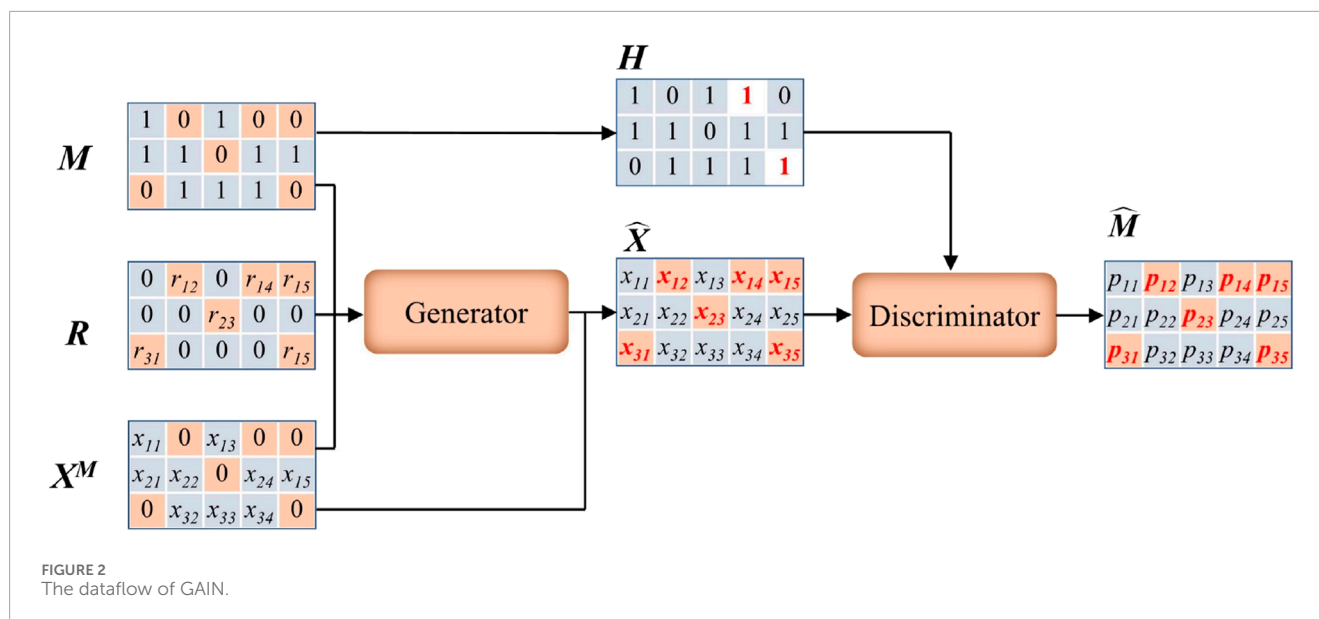 H
1 0 1 1 0
1 1 0 1 1
0 1 1 1 1
M
1 0 1 0 0
1 1 0 1 1
0 1 1 1 0
R
0 r12 0 r14 r15
0 0 r23 0 0
r31 0 0 0 r15
Generator
X̂
x11 x12 x13 x14 x15
x21 x22 x23 x24 x25
x31 x32 x33 x34 x35
Discriminator
M̂
p11 p12 p13 p14 p15
p21 p22 p23 p24 p25
p31 p32 p33 p34 p35
X^M
x11 0 x13 0 0
x21 x22 0 x24 x15
0 x32 x33 x34 0
FIGURE 2
The dataflow of GAIN.